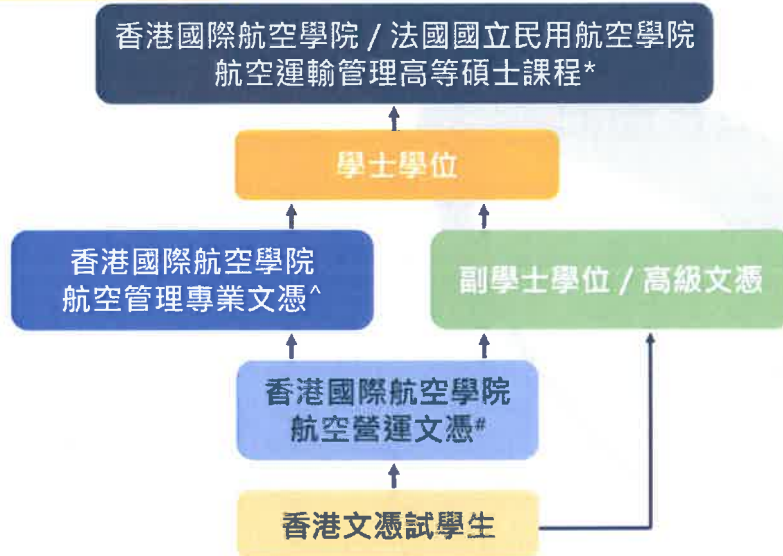 香港國際航空學院 / 法國國立民用航空學院
航空運輸管理高等碩士課程*
學士學位
香港國際航空學院
航空管理專業文憑^
副學士學位 / 高級文憑
香港國際航空學院
航空營運文憑#
香港文憑試學生